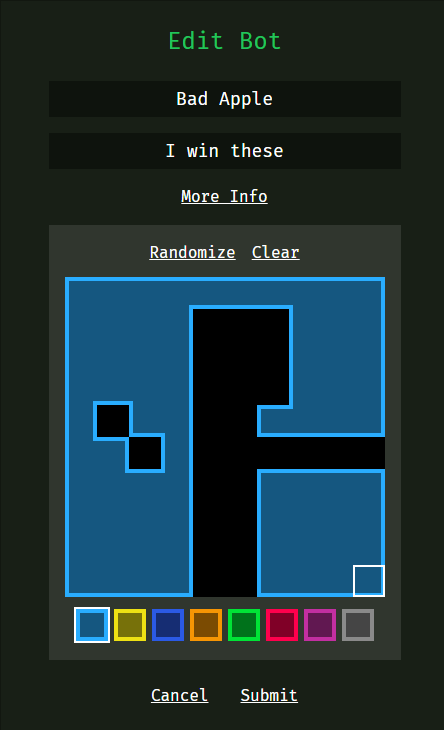 Edit Bot
Bad Apple
I win these
More Info
Randomize Clear
Cancel Submit